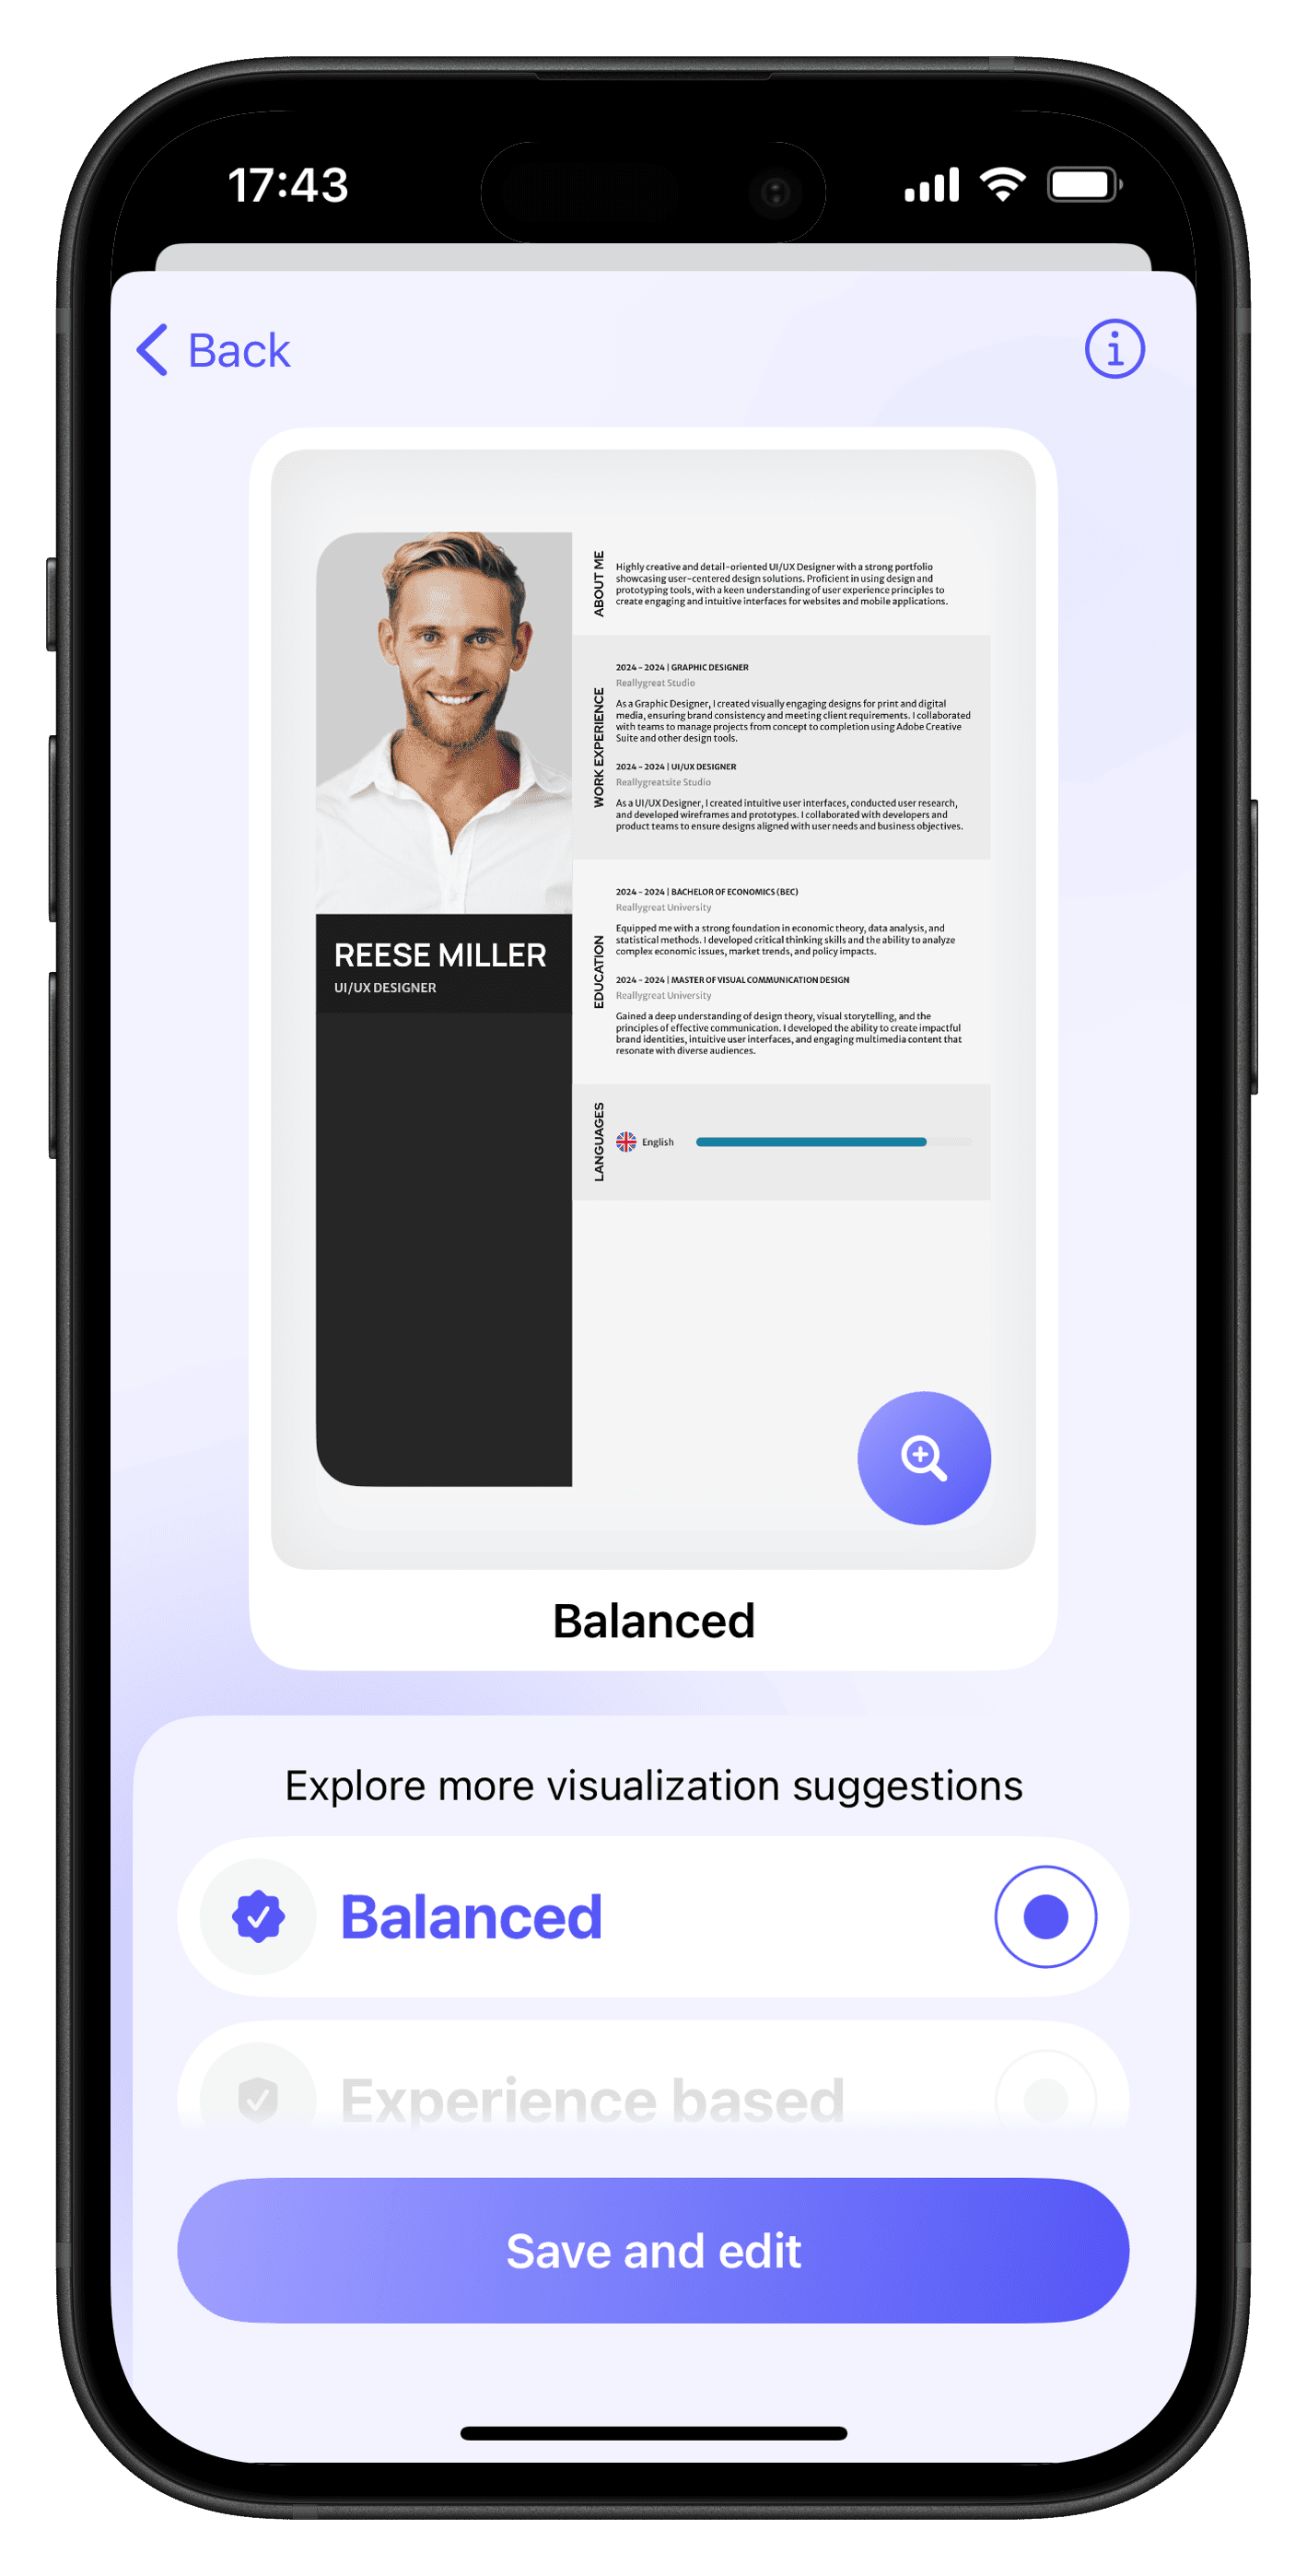 17:43
Back
ABOUT ME
Highly creative and detail-oriented UI/UX Designer with a strong portfolio
showcasing user-centered design solutions. Proficient in using design and
prototyping tools, with a keen understanding of user experience principles to
create engaging and intuitive interfaces for websites and mobile applications.
WORK EXPERIENCE
2024 - 2024 | GRAPHIC DESIGNER
Reallygreat Studio
As a Graphic Designer, I created visually engaging designs for print and digital
media, ensuring brand consistency and meeting client requirements. I collaborated
with teams to manage projects from concept to completion using Adobe Creative
Suite and other design tools.
2024 - 2024 | UI/UX DESIGNER
Reallygreatsite Studio
As a UI/UX Designer, I created intuitive user interfaces, conducted user research,
and developed wireframes and prototypes. I collaborated with developers and
product teams to ensure designs aligned with user needs and business objectives.
REESE MILLER
UI/UX DESIGNER
EDUCATION
2024 - 2024 | BACHELOR OF ECONOMICS (BEC)
Reallygreat University
Equipped me with a strong foundation in economic theory, data analysis, and
statistical methods. I developed critical thinking skills and the ability to analyze
complex economic issues, market trends, and policy impacts.
2024 - 2024 | MASTER OF VISUAL COMMUNICATION DESIGN
Reallygreat University
Gained a deep understanding of design theory, visual storytelling, and the
principles of effective communication. I developed the ability to create impactful
brand identities, intuitive user interfaces, and engaging multimedia content that
resonate with diverse audiences.
LANGUAGES
English
Balanced
Explore more visualization suggestions
Balanced
Experience based
Save and edit